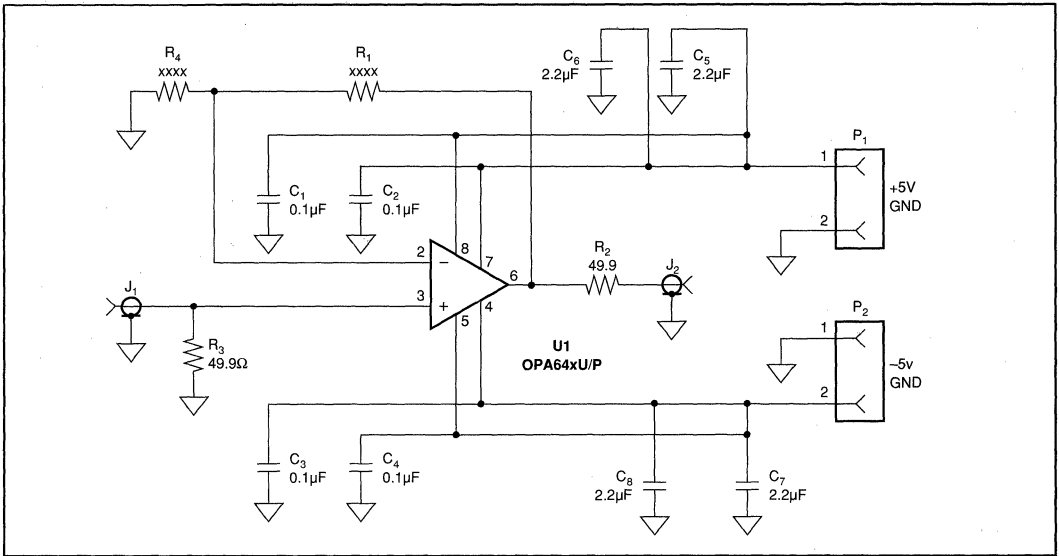 R4
xxxx
R1
xxxx
C6
2.2µF
C5
2.2µF
P1
1
+5V
GND
2
C1
0.1µF
C2
0.1µF
8
7
2
−
6
R2
49.9
J2
J1
3
+
4
5
R3
49.9Ω
U1
OPA64xU/P
P2
1
−5v
GND
2
C3
0.1µF
C4
0.1µF
C8
2.2µF
C7
2.2µF